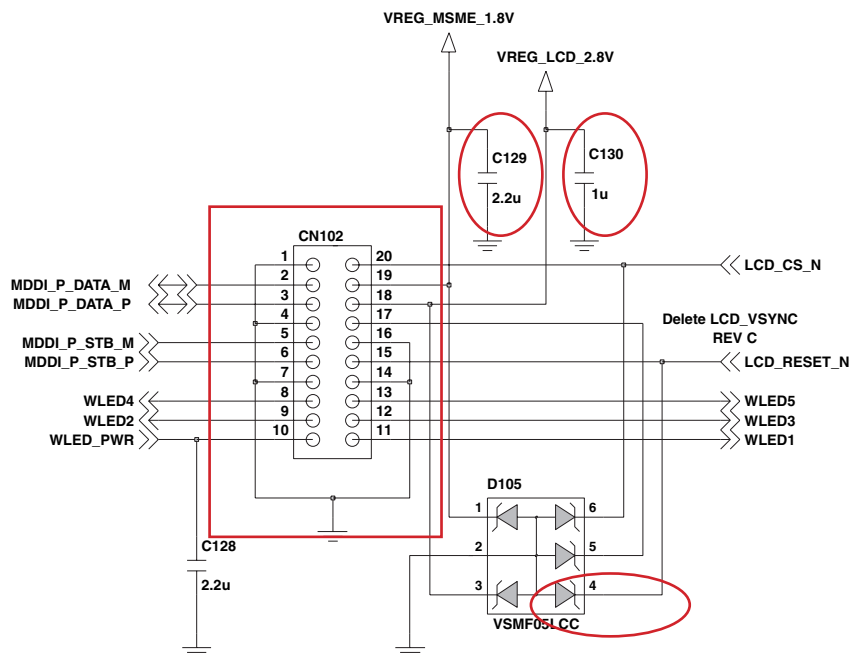 VREG_MSME_1.8V
VREG_LCD_2.8V
C129
2.2u
C130
1u
CN102
1
2
3
4
5
6
7
8
9
10
20
19
18
17
16
15
14
13
12
11
MDDI_P_DATA_M
MDDI_P_DATA_P
MDDI_P_STB_M
MDDI_P_STB_P
WLED4
WLED2
WLED_PWR
LCD_CS_N
Delete LCD_VSYNC
REV C
LCD_RESET_N
WLED5
WLED3
WLED1
C128
2.2u
D105
1
2
3
6
5
4
VSMF05LCC